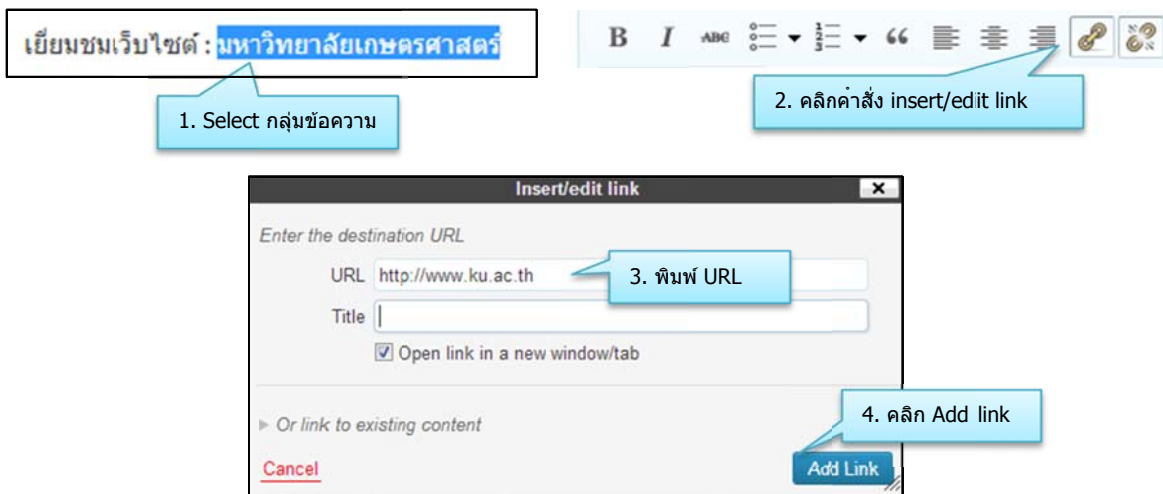 เยี่ยมชมเว็บไซต์ : มหาวิทยาลัยเกษตรศาสตร์
B I ABC
1. Select กลุ่มข้อความ
2. คลิกคำสั่ง insert/edit link
Insert/edit link
Enter the destination URL
URL http://www.ku.ac.th
3. พิมพ์ URL
Title
Open link in a new window/tab
4. คลิก Add link
Or link to existing content
Cancel
Add Link